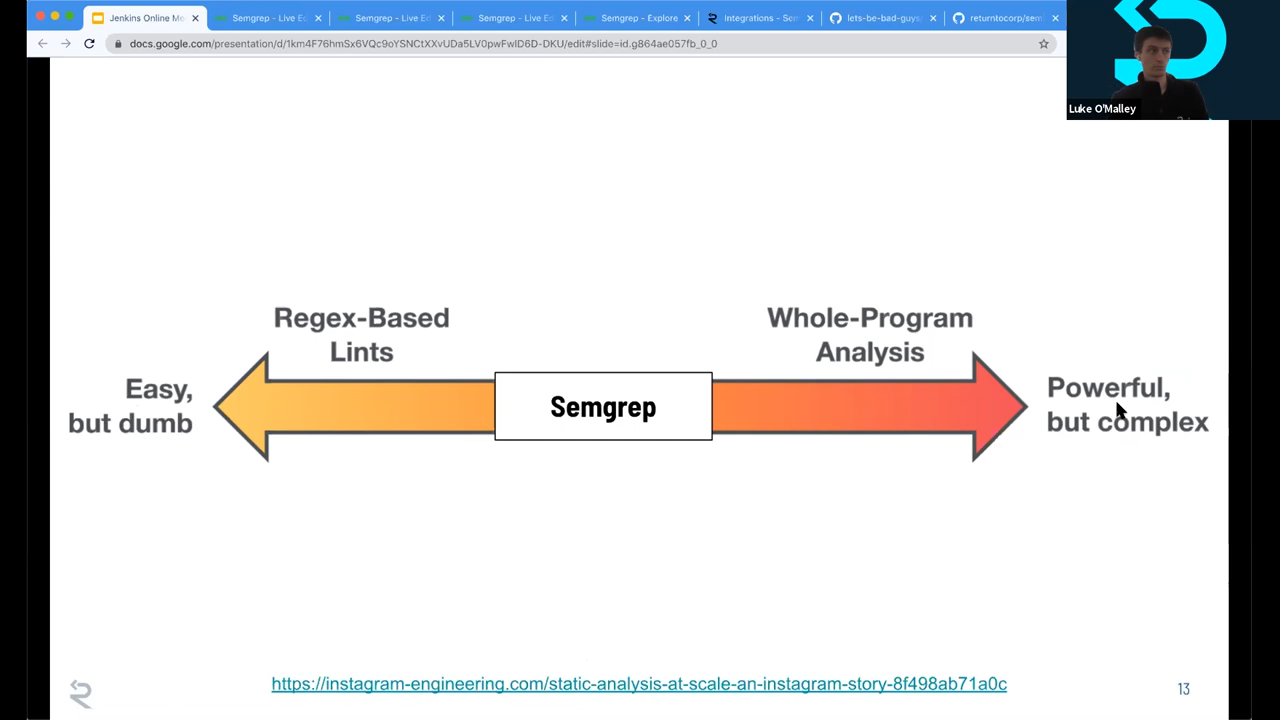 Jenkins Online Me
Semgrep - Live Ed
Semgrep - Live Ed
Semgrep - Live Ed
Semgrep - Explore
Integrations - Sem
lets-be-bad-guys/
returntocorp/sem
docs.google.com/presentation/d/1km4F76hmSx6VQc9oYSNCtXXvUDa5LV0pwFwID6D-DKU/edit#slide=id.g864ae057fb_0_0
Luke O'Malley
Regex-Based
Lints
Whole-Program
Analysis
Easy,
but dumb
Semgrep
Powerful,
but complex
https://instagram-engineering.com/static-analysis-at-scale-an-instagram-story-8f498ab71a0c
13